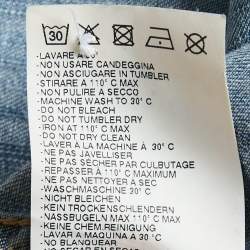 30
-LAVARE A 30°
-NON USARE CANDEGGINA
-NON ASCIUGARE IN TUMBLER
-STIRARE A 110° C MAX
-NON PULIRE A SECCO
-MACHINE WASH TO 30° C
-DO NOT BLEACH
-DO NOT TUMBLE DRY
-IRON AT 110° C MAX
-DO NOT DRY CLEAN
-LAVER A LA MACHINE A 30° C
-NE PAS JAVELLISER
-NE PAS SÉCHER PAR CULBUTAGE
-REPASSER A 110° C MAXIMUM
-NE PAS NETTOYER A SEC
-WASCHMASCHINE 30° C
-NICHT BLEICHEN
-KEIN TROCKENSCHLENDERN
-NASSBUGELN MAX 110° C
-KEINE CHEM.REINIGUNG
-LAVAR A MAQUINA A 30° C
-NO BLANQUEAR